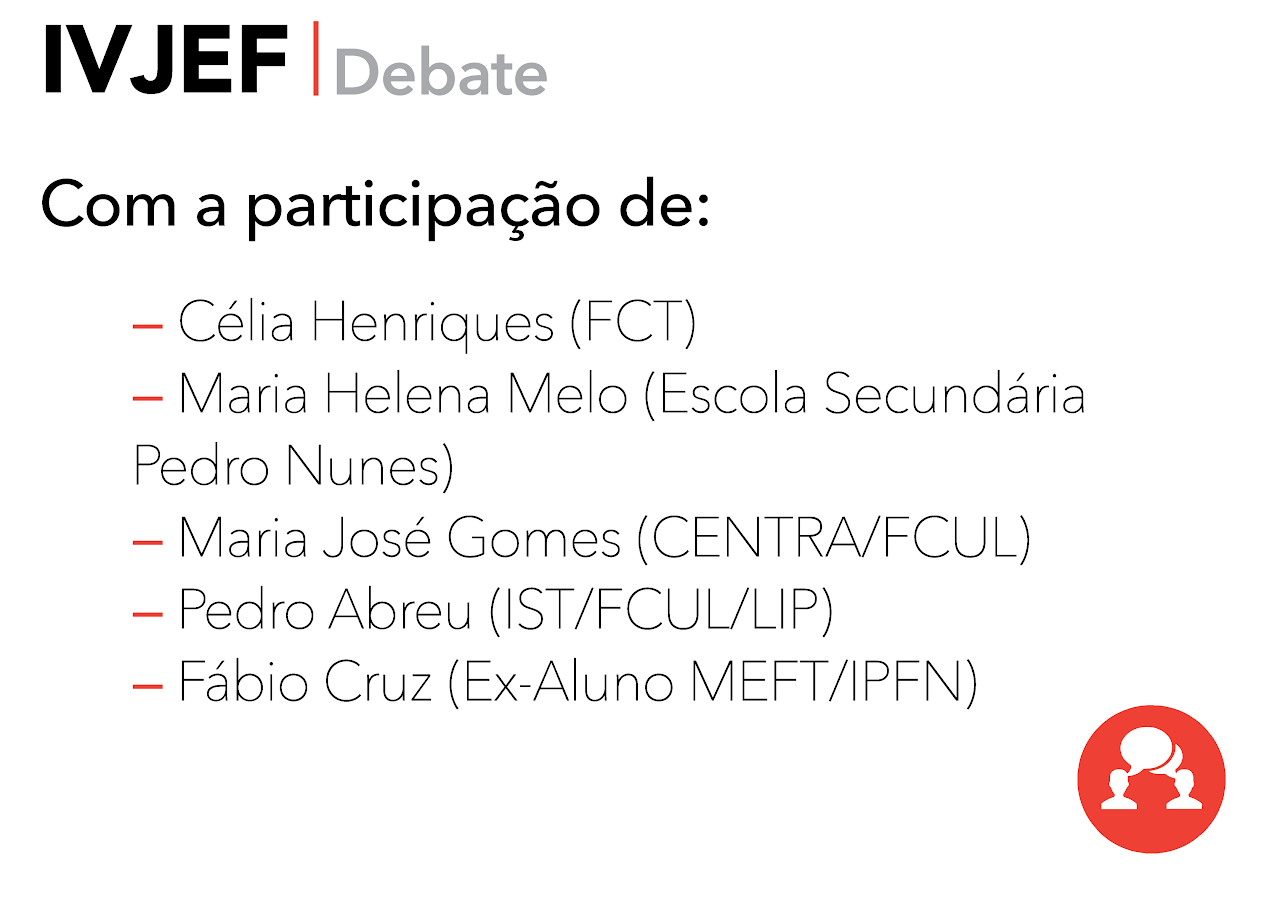 IVJEF | Debate
Com a participação de:
– Célia Henriques (FCT)
– Maria Helena Melo (Escola Secundária
Pedro Nunes)
– Maria José Gomes (CENTRA/FCUL)
– Pedro Abreu (IST/FCUL/LIP)
– Fábio Cruz (Ex-Aluno MEFT/IPFN)